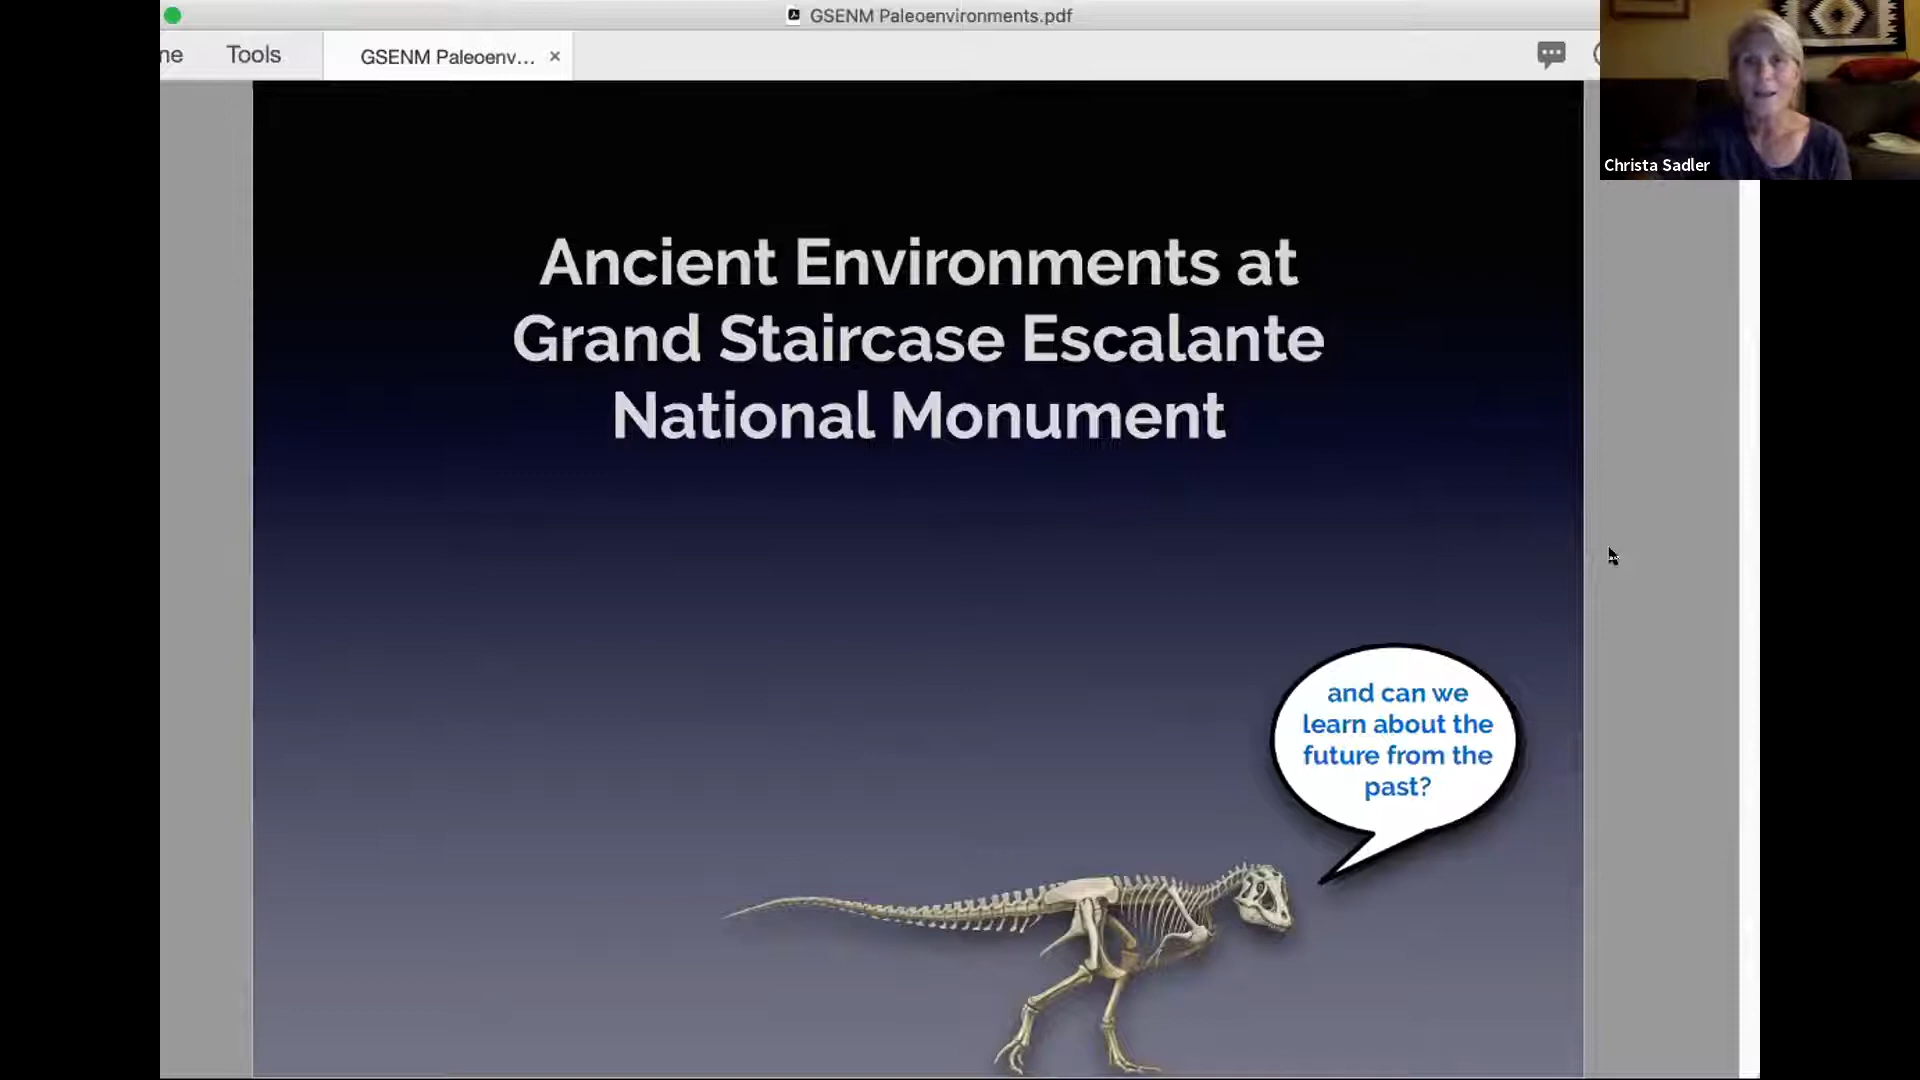 GSENM Paleoenvironments.pdf
me
Tools
GSENM Paleoenv... ×
Christa Sadler
Ancient Environments at
Grand Staircase Escalante
National Monument
and can we
learn about the
future from the
past?